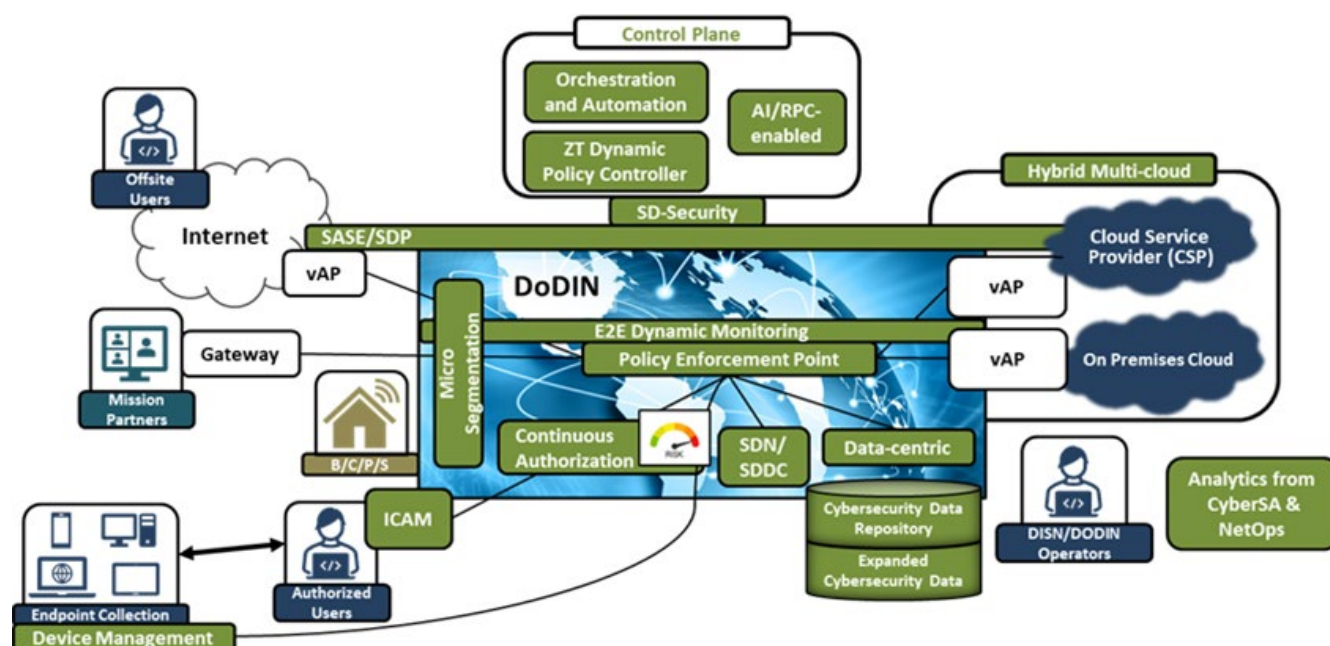 Control Plane
Orchestration
and Automation
AI/RPC-
enabled
ZT Dynamic
Policy Controller
SD-Security
Offsite
Users
Internet
SASE/SDP
vAP
Hybrid Multi-cloud
Cloud Service
Provider (CSP)
vAP
DoDIN
E2E Dynamic Monitoring
Policy Enforcement Point
Micro
Segmentation
Gateway
Mission
Partners
vAP
On Premises Cloud
B/C/P/S
Continuous
Authorization
RISK
SDN/
SDDC
Data-centric
ICAM
Cybersecurity Data
Repository
Expanded
Cybersecurity Data
DISN/DODIN
Operators
Analytics from
CyberSA &
NetOps
Authorized
Users
Endpoint Collection
Device Management